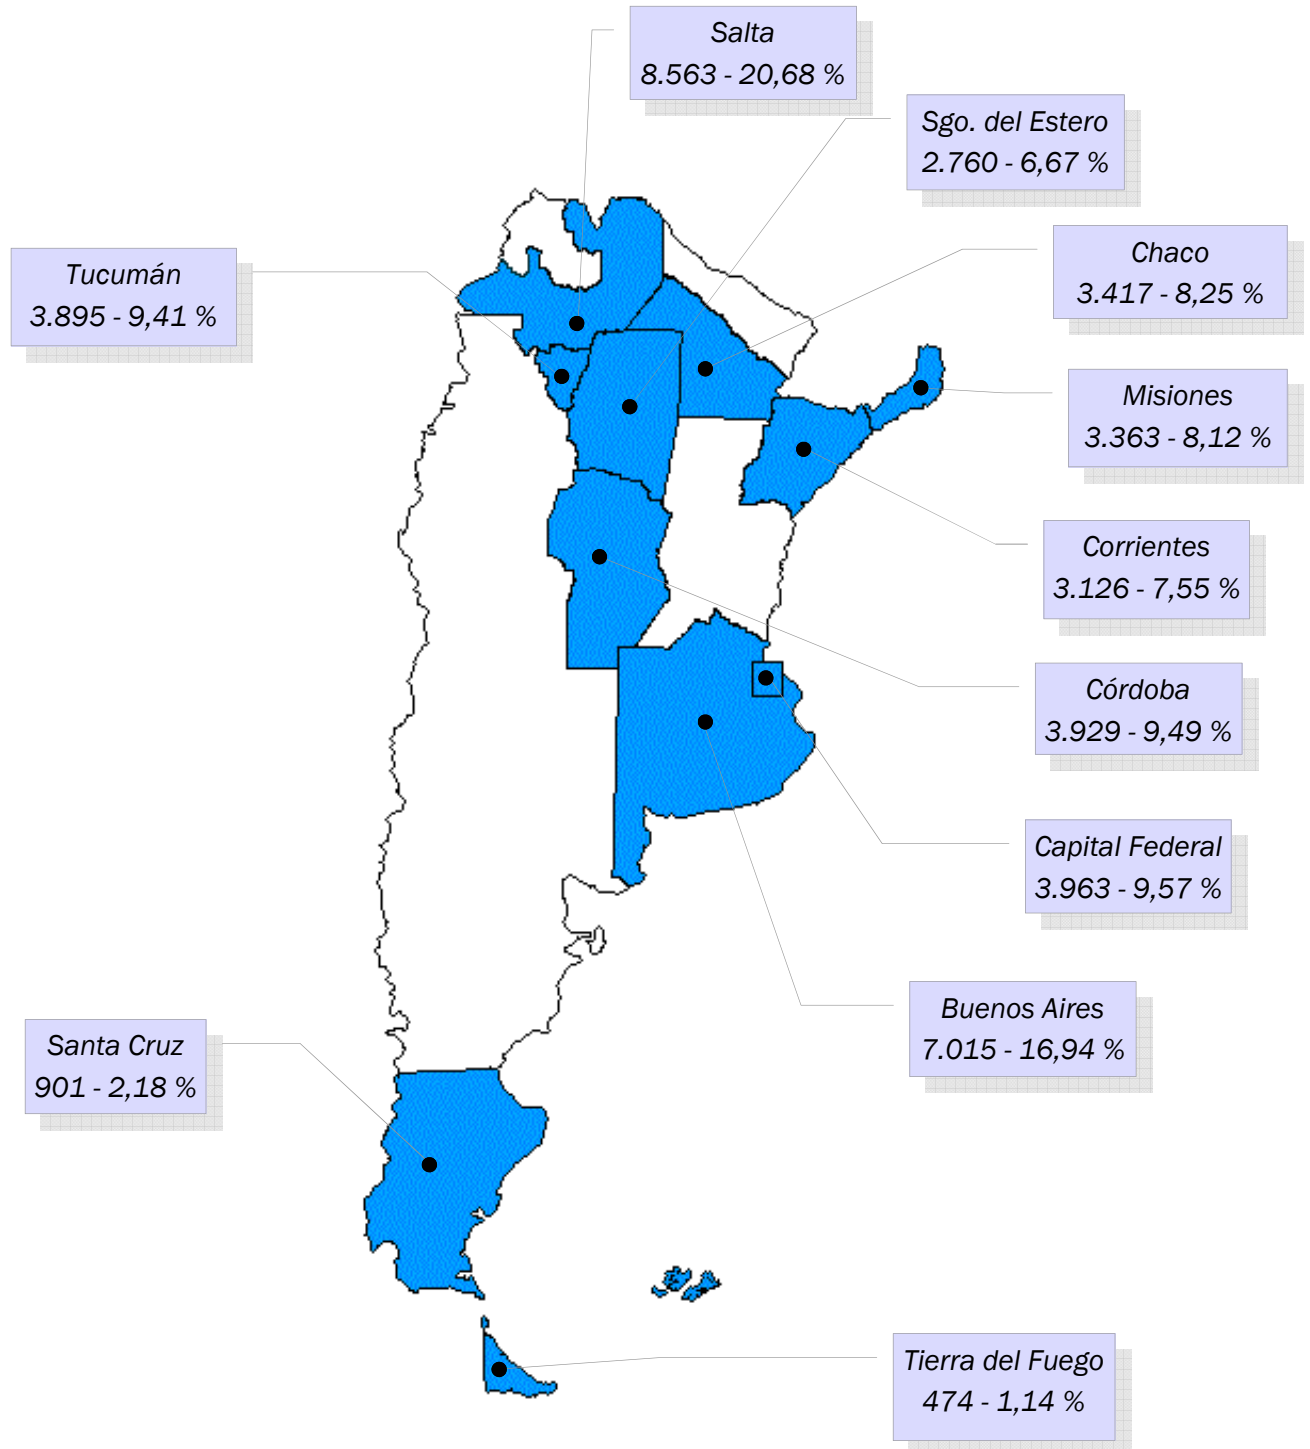 Salta
8.563 - 20,68 %
Sgo. del Estero
2.760 - 6,67 %
Chaco
3.417 - 8,25 %
Tucumán
3.895 - 9,41 %
Misiones
3.363 - 8,12 %
Corrientes
3.126 - 7,55 %
Córdoba
3.929 - 9,49 %
Capital Federal
3.963 - 9,57 %
Buenos Aires
7.015 - 16,94 %
Santa Cruz
901 - 2,18 %
Tierra del Fuego
474 - 1,14 %